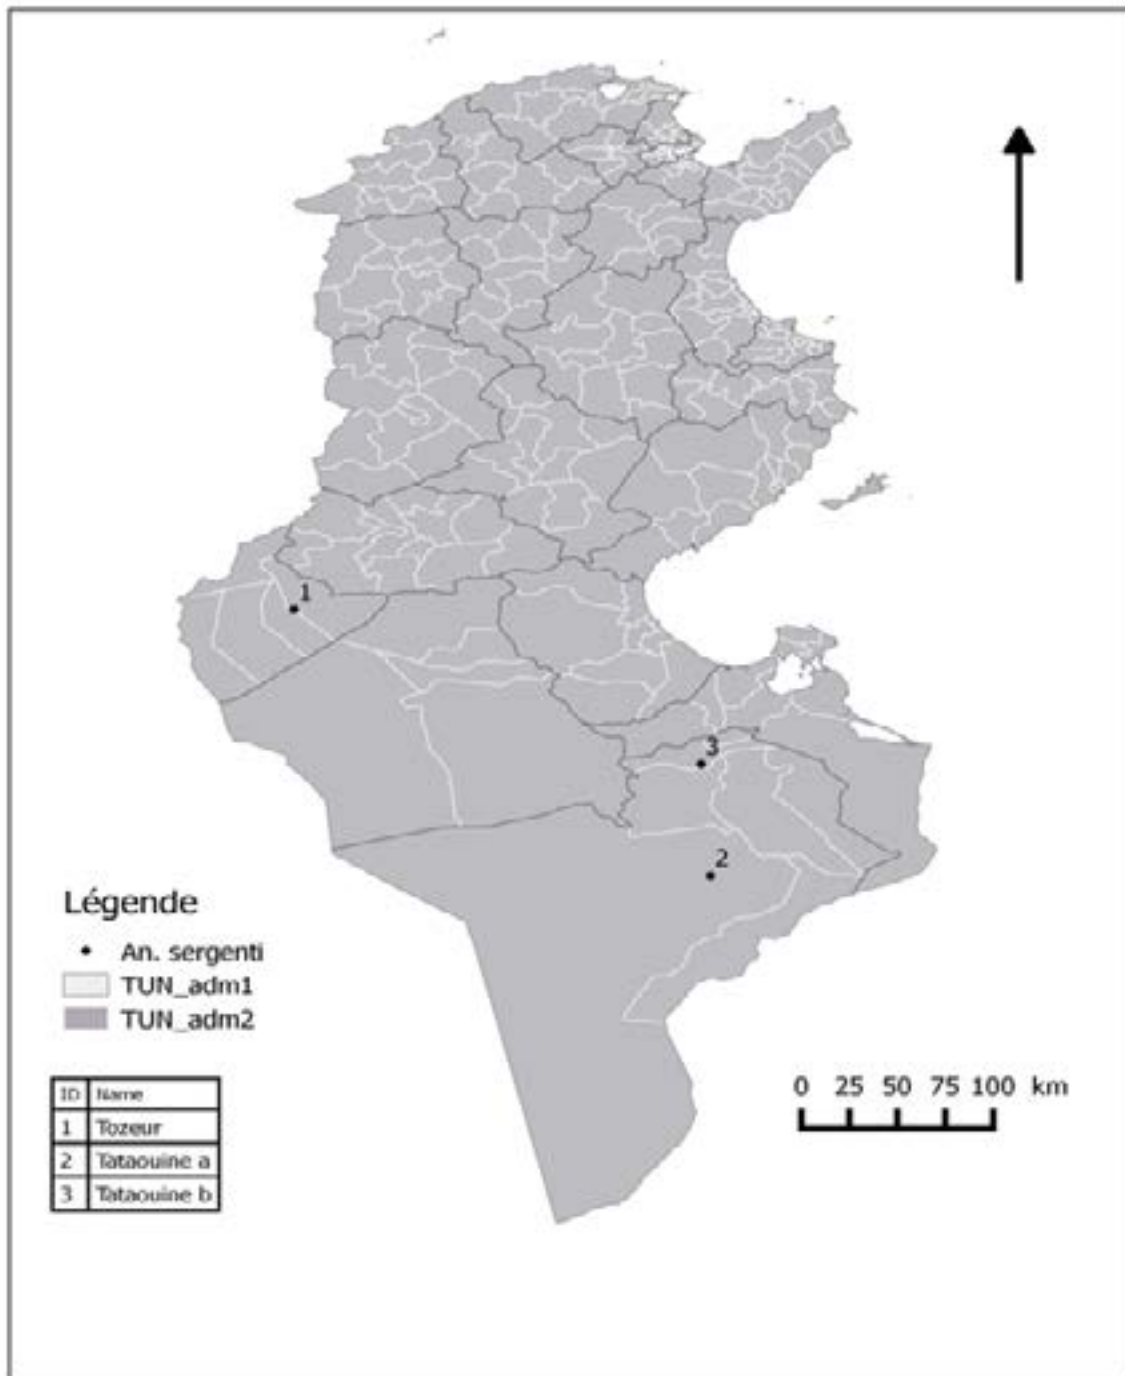 1
3
2
Légende
An. sergenti
TUN_adm1
TUN_adm2
ID Name
1 Tozeur
2 Tataouine a
3 Tataouine b
0 25 50 75 100 km